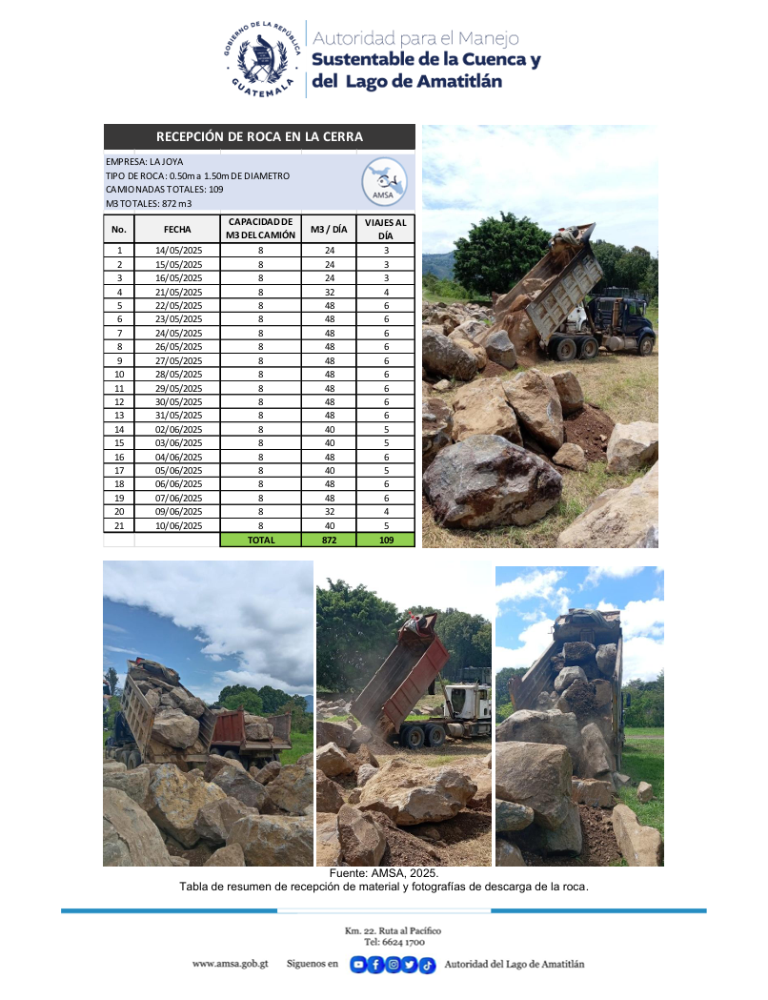 GOBIERNO DE LA REPÚBLICA
GUATEMALA
Autoridad para el Manejo
Sustentable de la Cuenca y
del Lago de Amatitlán
RECEPCIÓN DE ROCA EN LA CERRA
EMPRESA: LA JOYA
TIPO DE ROCA: 0.50m a 1.50m DE DIAMETRO
CAMIONADAS TOTALES: 109
M3 TOTALES: 872 m3
AMSA
No. FECHA CAPACIDAD DE M3 DEL CAMIÓN M3 / DÍA VIAJES AL DÍA
1 14/05/2025 8 24 3
2 15/05/2025 8 24 3
3 16/05/2025 8 24 3
4 21/05/2025 8 32 4
5 22/05/2025 8 48 6
6 23/05/2025 8 48 6
7 24/05/2025 8 48 6
8 26/05/2025 8 48 6
9 27/05/2025 8 48 6
10 28/05/2025 8 48 6
11 29/05/2025 8 48 6
12 30/05/2025 8 48 6
13 31/05/2025 8 48 6
14 02/06/2025 8 40 5
15 03/06/2025 8 40 5
16 04/06/2025 8 48 6
17 05/06/2025 8 40 5
18 06/06/2025 8 48 6
19 07/06/2025 8 48 6
20 09/06/2025 8 32 4
21 10/06/2025 8 40 5
TOTAL 872 109
Fuente: AMSA, 2025.
Tabla de resumen de recepción de material y fotografías de descarga de la roca.
Km. 22. Ruta al Pacífico
Tel: 6624 1700
www.amsa.gob.gt Siguenos en Autoridad del Lago de Amatitlán